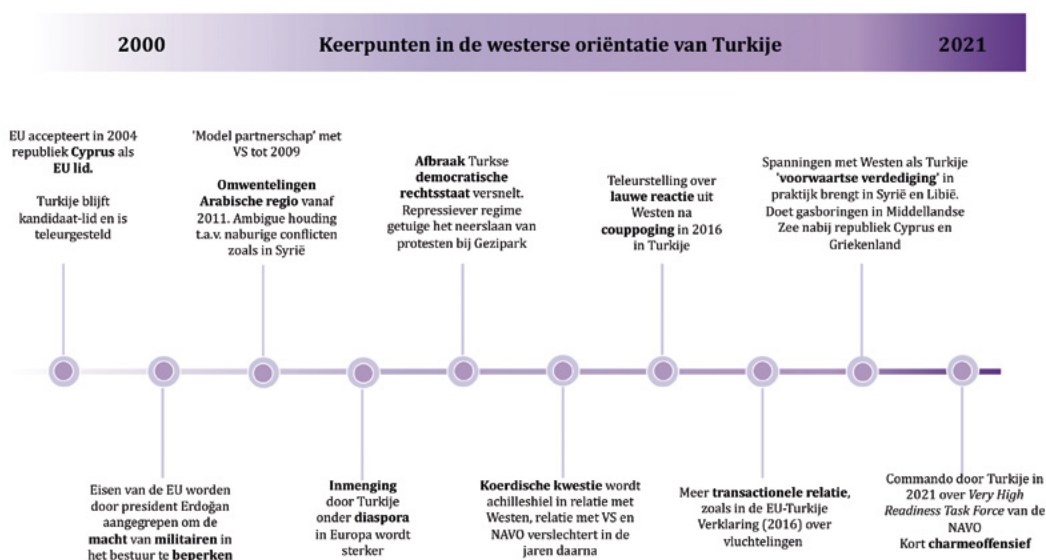 2000
Keerpunten in de westerse oriëntatie van Turkije
2021
EU accepteert in 2004
republiek Cyprus als
EU lid.
Turkije blijft
kandidaat-lid en is
teleurgesteld
Eisen van de EU worden
door president Erdoğan
aangegrepen om de
macht van militairen in
het bestuur te beperken
'Model partnerschap' met
VS tot 2009
Omwentelingen
Arabische regio vanaf
2011. Ambigue houding
t.a.v. naburige conflicten
zoals in Syrië
Inmenging
door Turkije
onder diaspora
in Europa wordt
sterker
Afbraak Turkse
democratische
rechtsstaat versnelt.
Repressiever regime
getuige het neerslaan van
protesten bij Gezipark
Koerdische kwestie wordt
achilleshiel in relatie met
Westen, relatie met VS en
NAVO verslechtert in de
jaren daarna
Teleurstelling over
lauwe reactie uit
Westen na
couppoging in 2016
in Turkije
Meer transactionele relatie,
zoals in de EU-Turkije
Verklaring (2016) over
vluchtelingen
Spanningen met Westen als Turkije
'voorwaartse verdediging' in
praktijk brengt in Syrië en Libië.
Doet gasboringen in Middellandse
Zee nabij republiek Cyprus en
Griekenland
Commando door Turkije in
2021 over Very High
Readiness Task Force van de
NAVO
Kort charmeoffensief